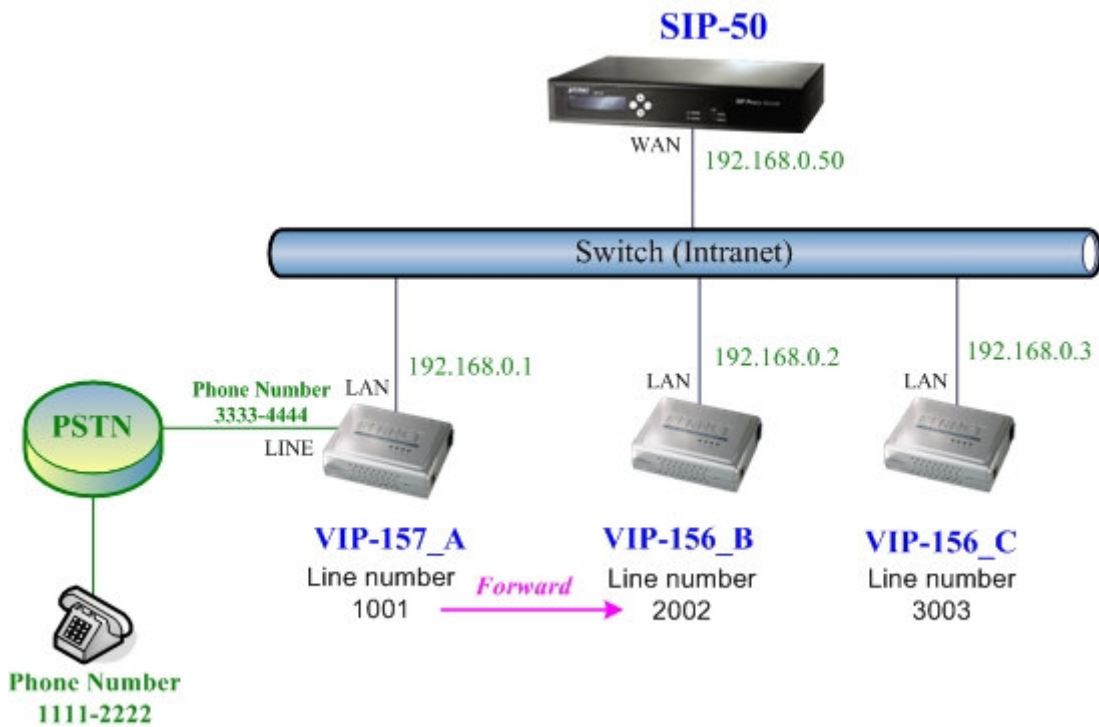 SIP-50
WAN
192.168.0.50
Switch (Intranet)
192.168.0.1
192.168.0.2
192.168.0.3
Phone Number
3333-4444
LAN
LAN
LAN
PSTN
LINE
VIP-157_A
VIP-156_B
VIP-156_C
Line number
1001
Forward
Line number
2002
Line number
3003
Phone Number
1111-2222